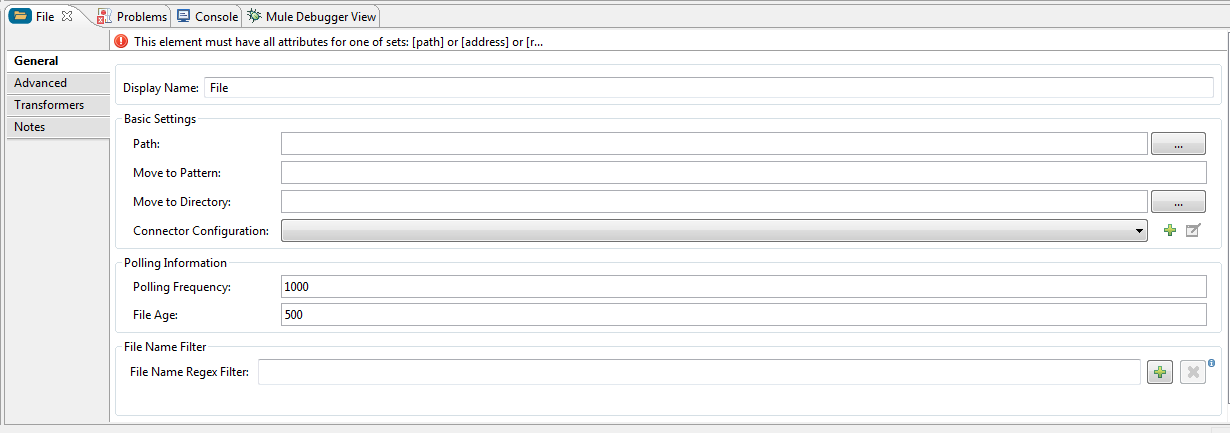 File Problems Console Mule Debugger View
This element must have all attributes for one of sets: [path] or [address] or [r...
General
Advanced
Transformers
Notes
Display Name: File
Basic Settings
Path: ...
Move to Pattern:
Move to Directory: ...
Connector Configuration:
Polling Information
Polling Frequency: 1000
File Age: 500
File Name Filter
File Name Regex Filter: